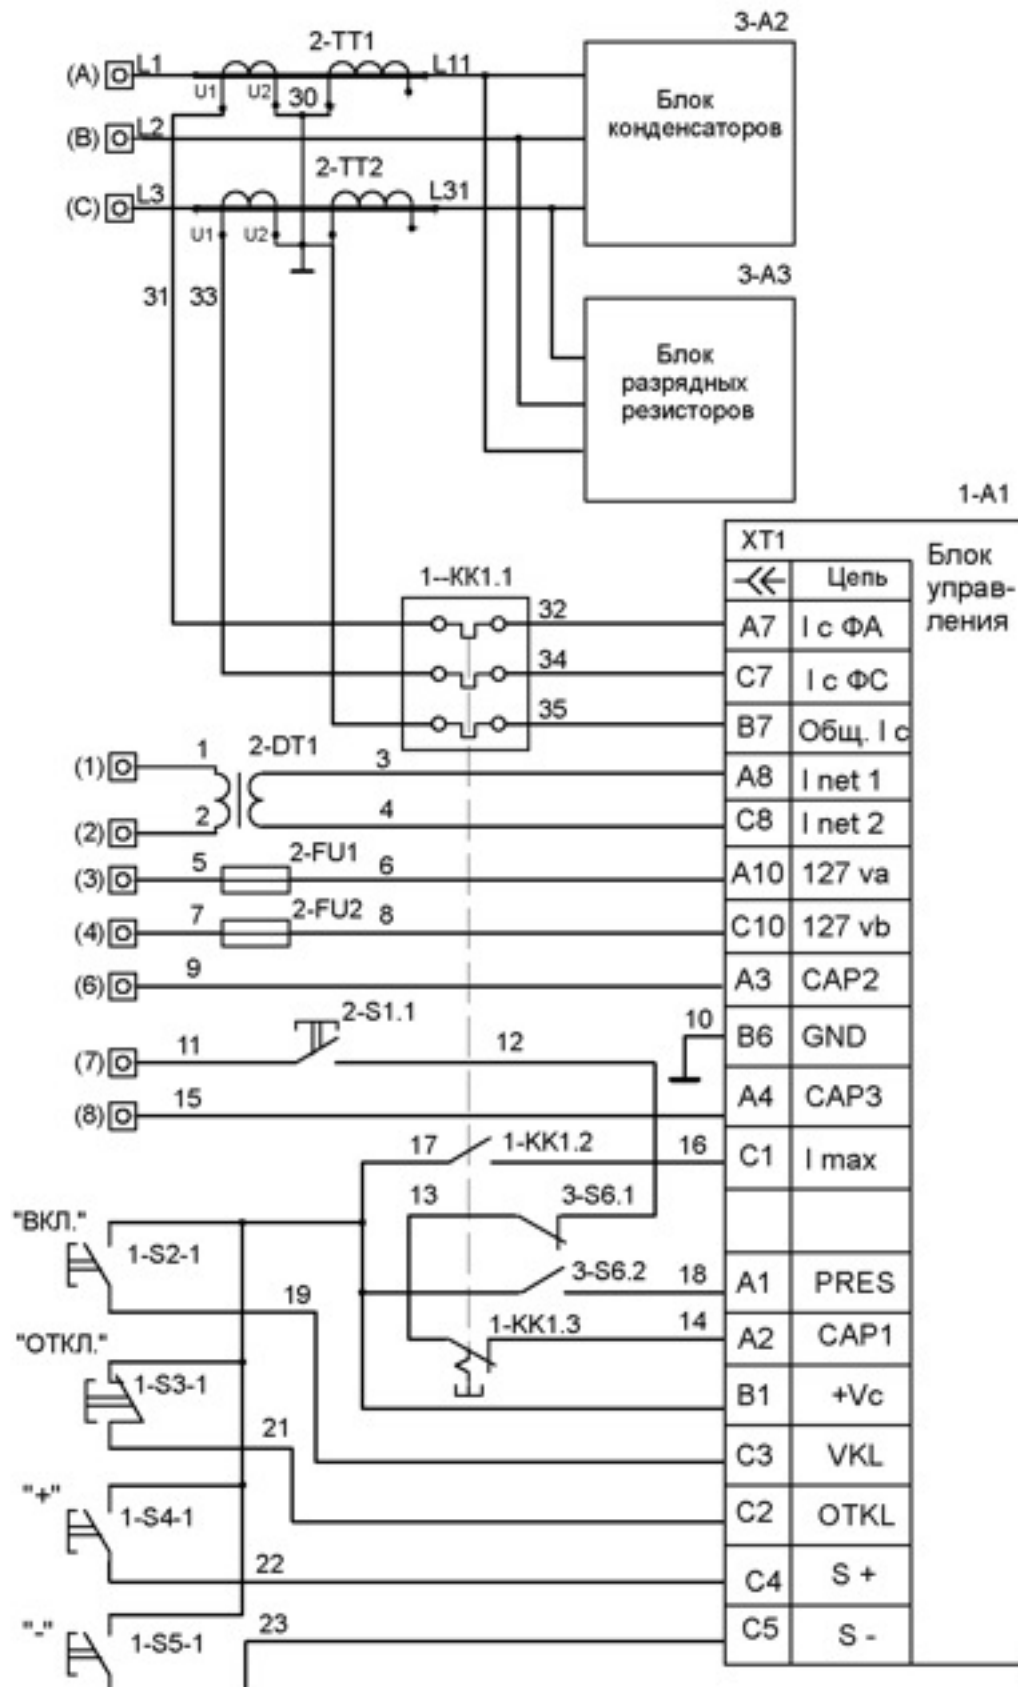 3-A2
2-TT1
(A) L1
L11
U1 U2 30
Блок
конденсаторов
(B) L2
2-TT2
(C) L3
L31
U1 U2
3-A3
31 33
Блок
разрядных
резисторов
1-A1
XT1
Цепь
Блок
управ-
ления
1--КК1.1
32
A7 I с ФА
34
C7 I с ФС
35
B7 Общ. I с
(1) 1 2-DT1 3
A8 I net 1
(2) 2 4
C8 I net 2
(3) 5 2-FU1 6
A10 127 va
(4) 7 2-FU2 8
C10 127 vb
(6) 9
A3 CAP2
2-S1.1
10
B6 GND
(7) 11 12
(8) 15
A4 CAP3
17 1-КК1.2 16
C1 I max
13 3-S6.1
"ВКЛ."
1-S2-1
3-S6.2 18
A1 PRES
19
1-КК1.3 14
A2 CAP1
"ОТКЛ."
1-S3-1
B1 +Vc
21
C3 VKL
"+"
1-S4-1
C2 OTKL
22
C4 S +
"-"
1-S5-1
23
C5 S -